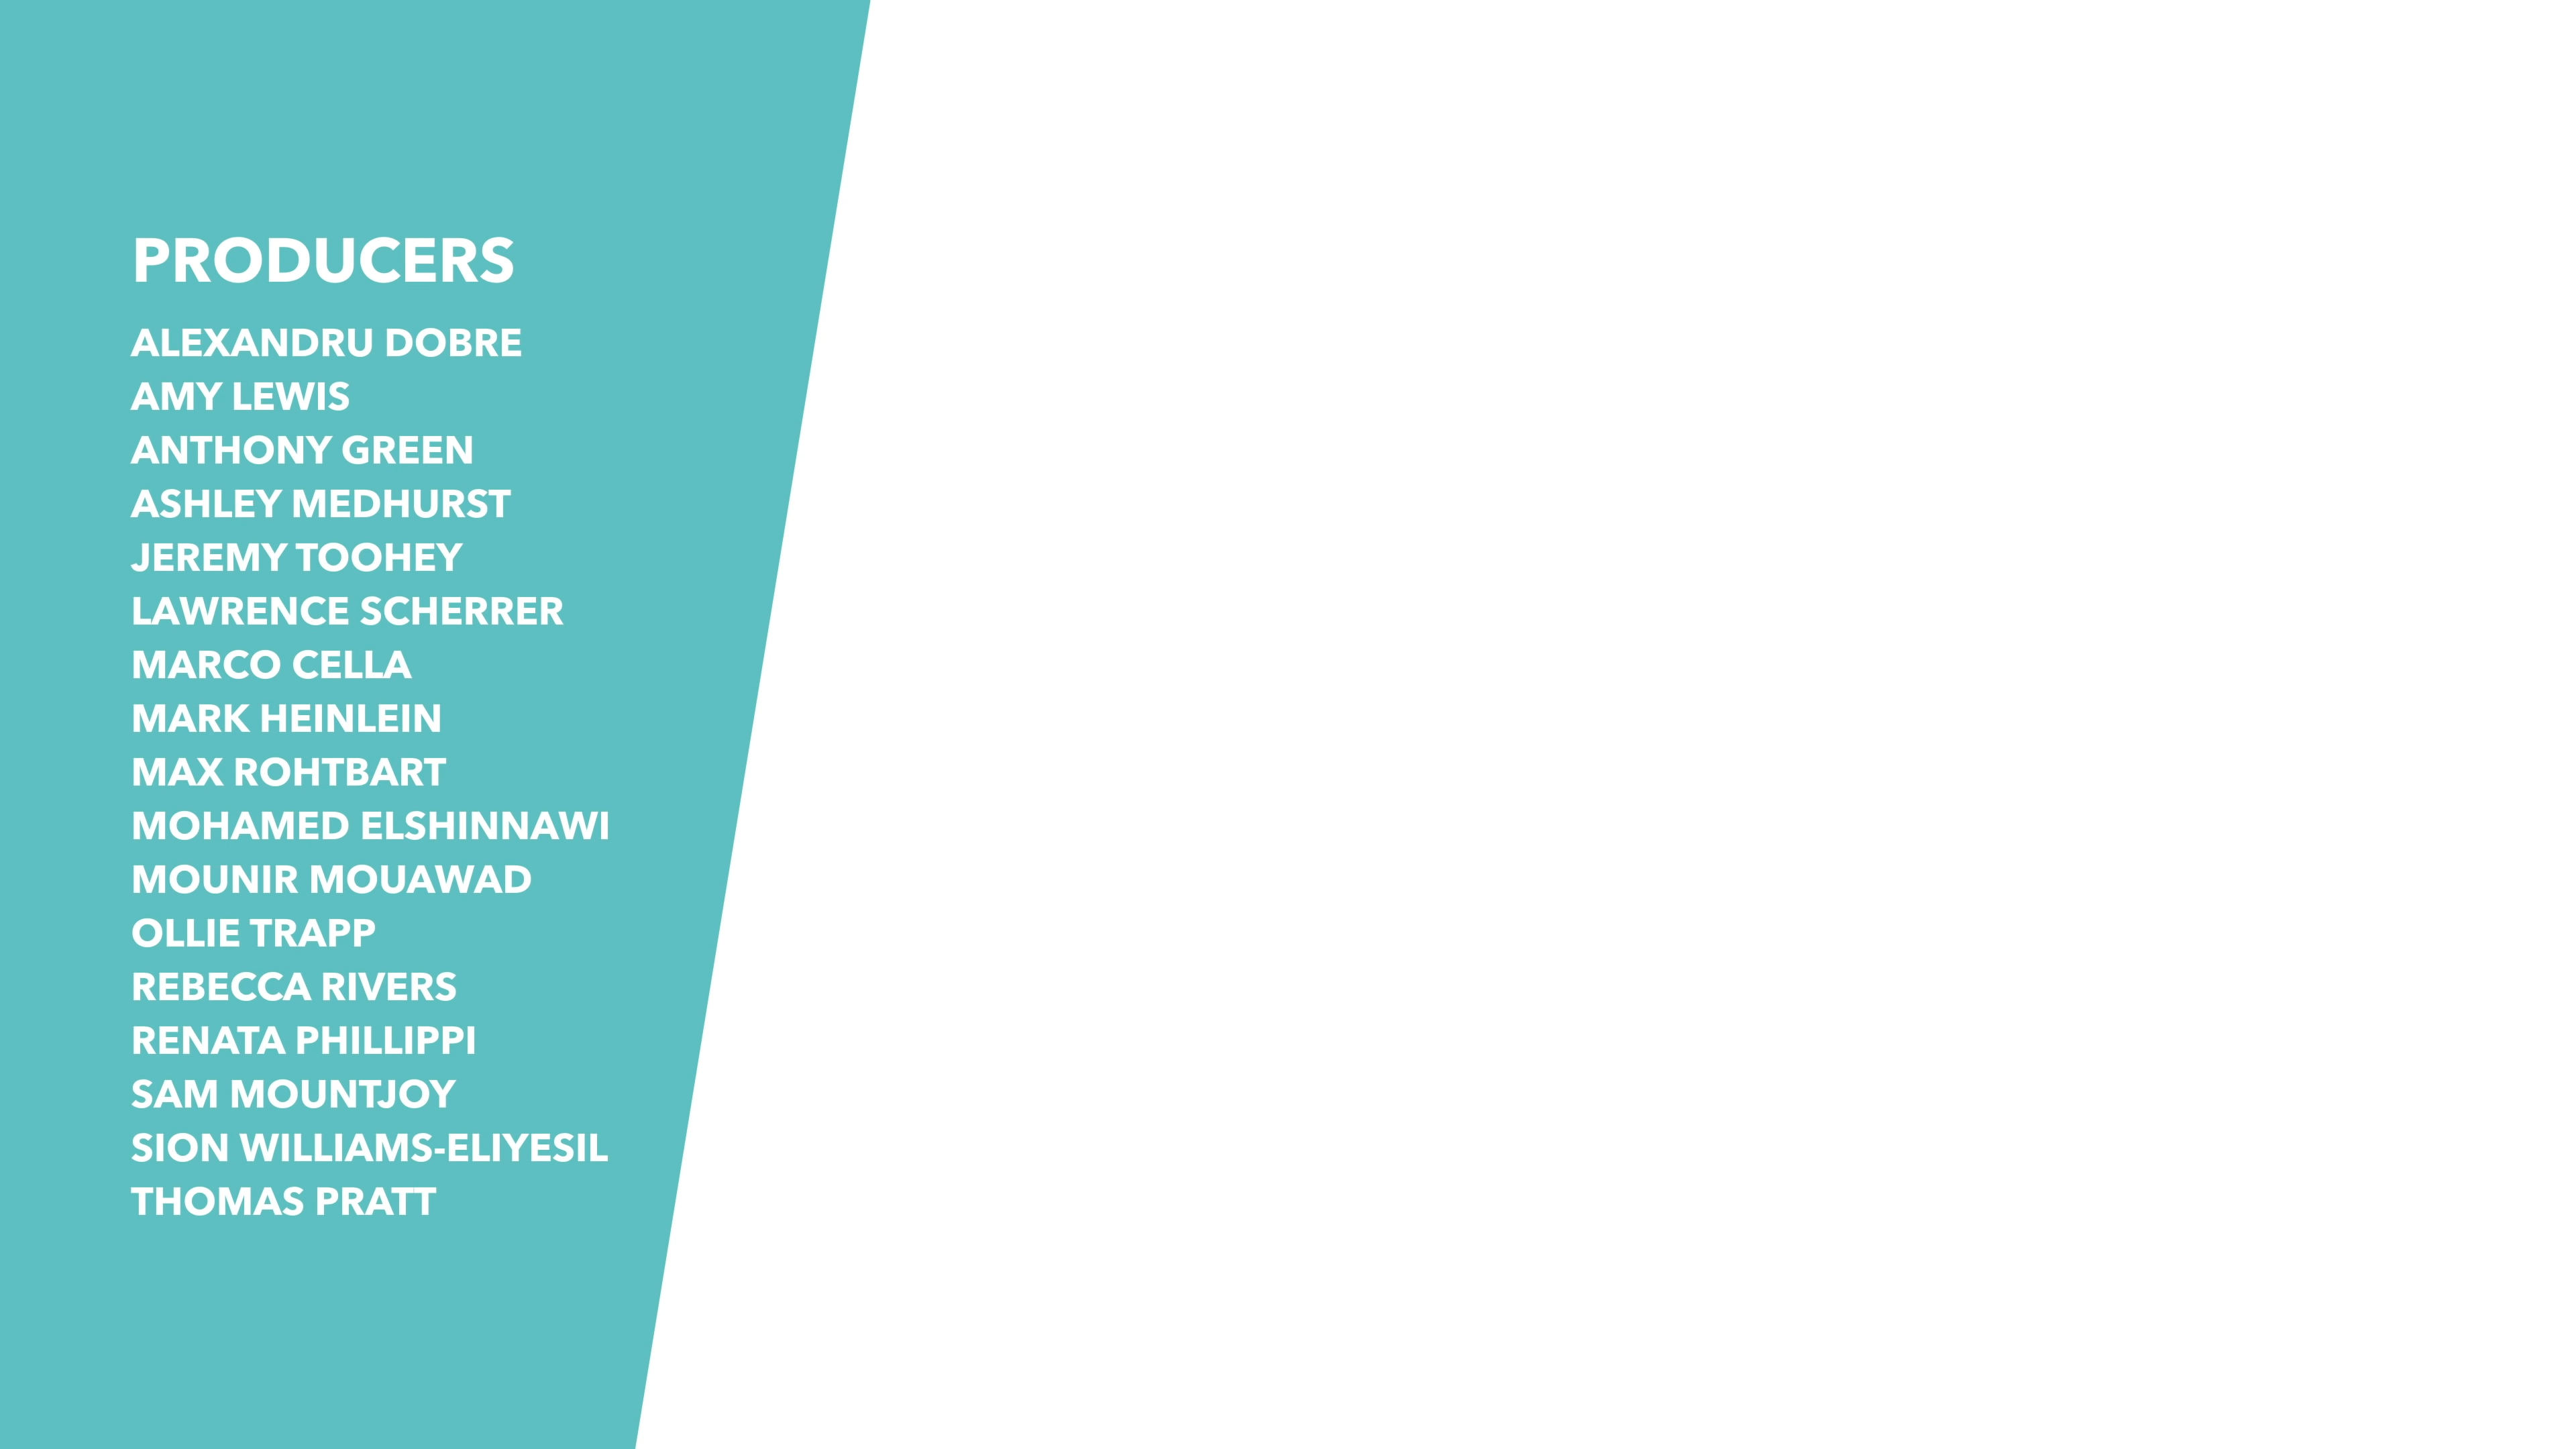 PRODUCERS
ALEXANDRU DOBRE
AMY LEWIS
ANTHONY GREEN
ASHLEY MEDHURST
JEREMY TOOHEY
LAWRENCE SCHERRER
MARCO CELLA
MARK HEINLEIN
MAX ROHTBART
MOHAMED ELSHINNAWI
MOUNIR MOUAWAD
OLLIE TRAPP
REBECCA RIVERS
RENATA PHILLIPPI
SAM MOUNTJOY
SION WILLIAMS-ELIYESIL
THOMAS PRATT